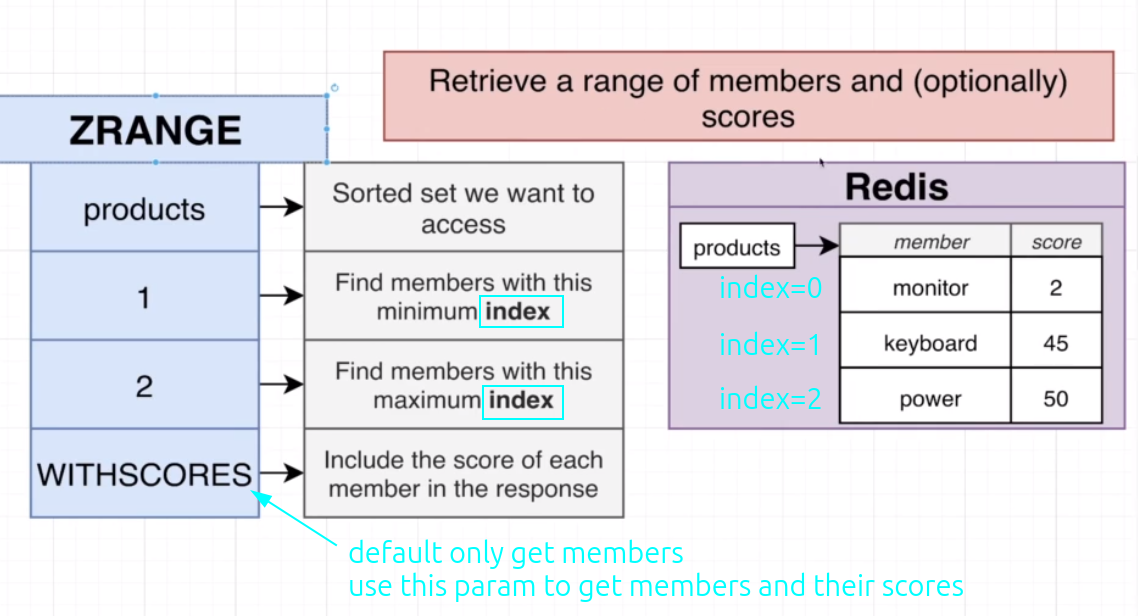 Retrieve a range of members and (optionally)
scores
ZRANGE
products
Sorted set we want to
access
1
Find members with this
minimum index
2
Find members with this
maximum index
WITHSCORES
Include the score of each
member in the response
default only get members
use this param to get members and their scores
Redis
products
member score
index=0 monitor 2
index=1 keyboard 45
index=2 power 50